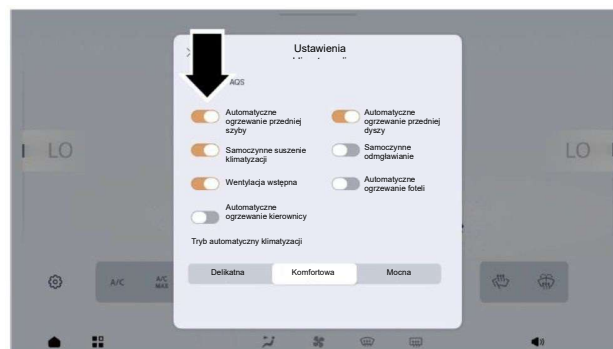 Ustawienia
AQS
Automatyczne
ogrzewanie przedniej
szyby
Automatyczne
ogrzewanie przedniej
dyszy
Samoczynne suszenie
klimatyzacji
Samoczynne
odmgławianie
Wentylacja wstępna
Automatyczne
ogrzewanie foteli
Automatyczne
ogrzewanie kierownicy
Tryb automatyczny klimatyzacji
Delikatna
Komfortowa
Mocna
LO
LO
A/C
A/C
MAX